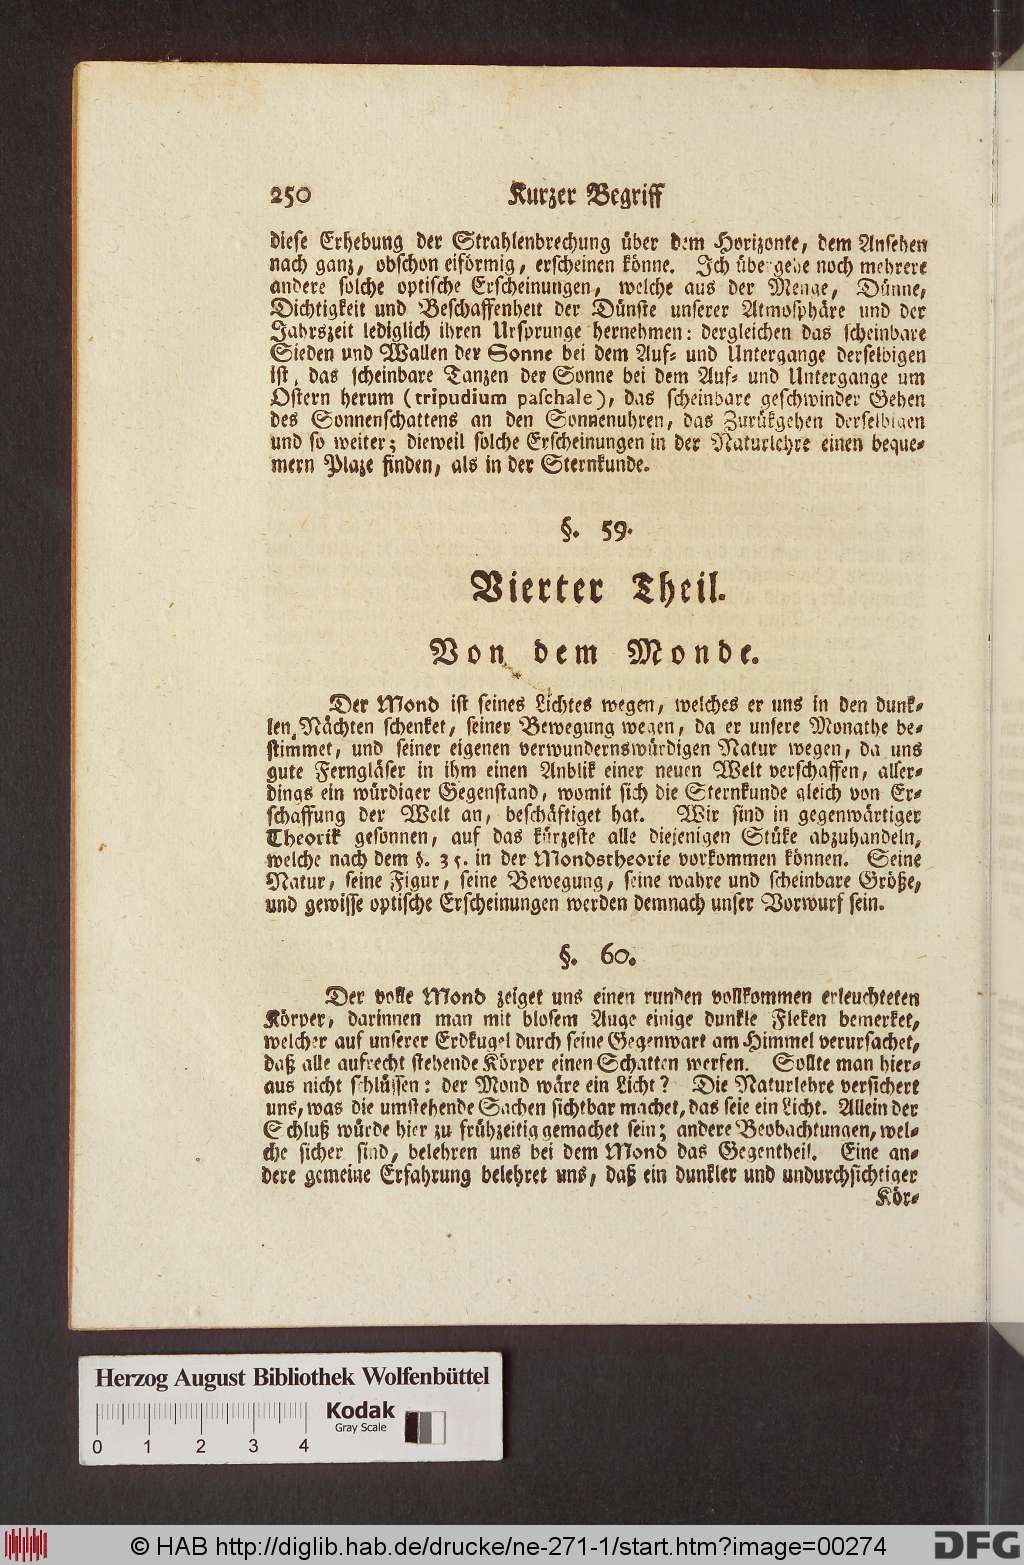 250 Kurzer Begriff
diese Erhebung der Strahlenbrechung über dem Horizonte, dem Ansehen
nach ganz, obschon eiförmig, erscheinen könne. Ich übergehe noch mehrere
andere solche optische Erscheinungen, welche aus der Menge, Dünne,
Dichtigkeit und Beschaffenheit der Dünste unserer Atmosphäre und der
Jahrszeit lediglich ihren Ursprunge hernehmen: dergleichen das scheinbare
Sieden und Wallen der Sonne bei dem Auf- und Untergange derselbigen
ist, das scheinbare Tanzen der Sonne bei dem Auf- und Untergange um
Ostern herum (tripudium paschale), das scheinbare geschwinder Gehen
des Sonnenschattens an den Sonnenuhren, das Zurükgehen derselbigen
und so weiter; dieweil solche Erscheinungen in der Naturlehre einen beque-
mern Plaze finden, als in der Sternkunde.
§. 59.
Vierter Theil.
Von dem Monde.
Der Mond ist seines Lichtes wegen, welches er uns in den dunk-
len Nächten schenket, seiner Bewegung wegen, da er unsere Monathe be-
stimmet, und seiner eigenen verwundernswürdigen Natur wegen, da uns
gute Ferngläser in ihm einen Anblik einer neuen Welt verschaffen, aller-
dings ein würdiger Gegenstand, womit sich die Sternkunde gleich von Er-
schaffung der Welt an, beschäftiget hat. Wir sind in gegenwärtiger
Theorik gesonnen, auf das kürzeste alle diejenigen Stüke abzuhandeln,
welche nach dem §. 35. in der Mondstheorie vorkommen können. Seine
Natur, seine Figur, seine Bewegung, seine wahre und scheinbare Größe,
und gewisse optische Erscheinungen werden demnach unser Vorwurf sein.
§. 60.
Der volle Mond zeiget uns einen runden vollkommen erleuchteten
Körper, darinnen man mit blosem Auge einige dunkle Fleken bemerket,
welcher auf unserer Erdkugel durch seine Gegenwart am Himmel verursachet,
daß alle aufrecht stehende Körper einen Schatten werfen. Sollte man hier-
aus nicht schlüssen: der Mond wäre ein Licht? Die Naturlehre versichert
uns, was die umstehende Sachen sichtbar machet, das seie ein Licht. Allein der
Schluß würde hier zu frühzeitig gemachet sein; andere Beobachtungen, wel-
che sicher sind, belehren uns bei dem Mond das Gegentheil. Eine an-
dere gemeine Erfahrung belehret uns, daß ein dunkler und undurchsichtiger
Kör-
Herzog August Bibliothek Wolfenbüttel
Kodak
Gray Scale
0 1 2 3 4
© HAB http://diglib.hab.de/drucke/ne-271-1/start.htm?image=00274
DFG